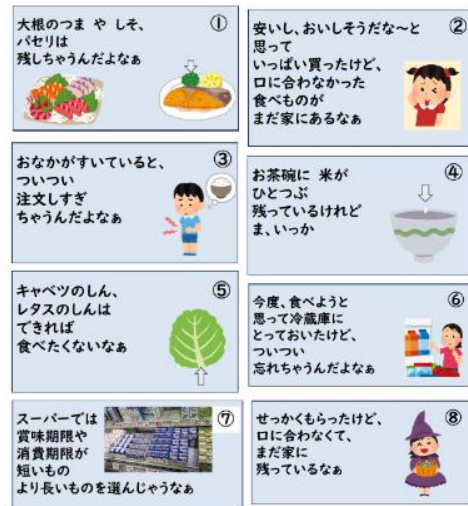 ①
大根のつま や しそ、
パセリは
残しちゃうんだよなぁ
②
安いし、おいしそうだな～と
思って
いっぱい買ったけど、
口に合わなかった
食べものが
まだ家にあるなぁ
③
おなかがすいていると、
ついつい
注文しすぎ
ちゃうんだよなぁ
④
お茶碗に 米が
ひとつぶ
残っているけれど
ま、いっか
⑤
キャベツのしん、
レタスのしんは
できれば
食べたくないなぁ
⑥
今度、食べようと
思って冷蔵庫に
とっておいたけど、
ついつい
忘れちゃうんだよなぁ
⑦
スーパーでは
賞味期限や
消費期限が
短いもの
より長いものを選んじゃうなぁ
⑧
せっかくもらったけど、
口に合わなくて、
まだ家に
残っているなぁ